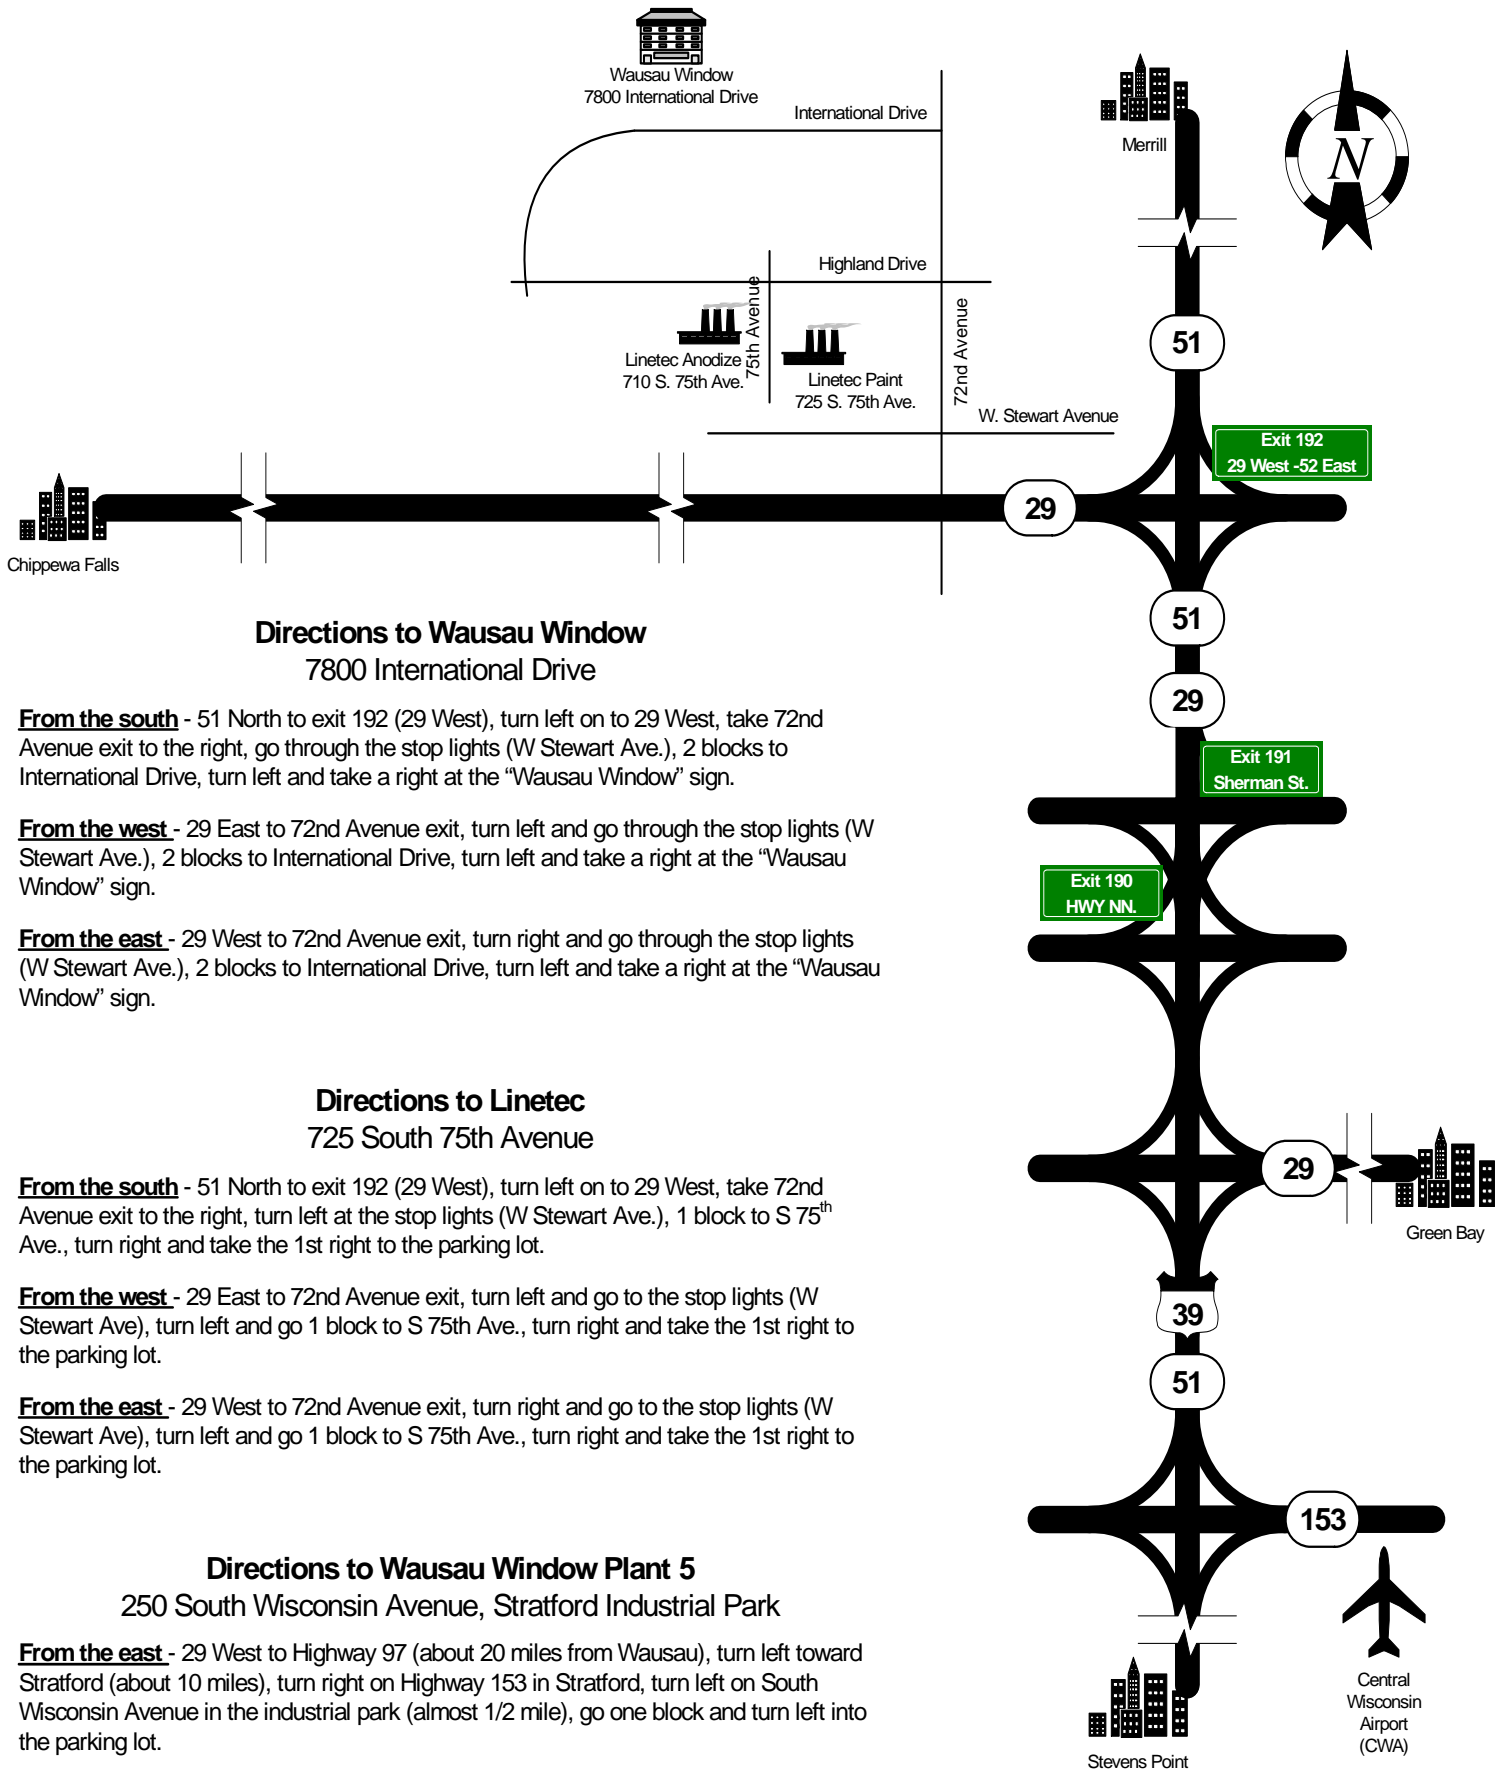 Wausau Window
7800 International Drive
International Drive
Merrill
N
Highland Drive
75th Avenue
72nd Avenue
51
Linetec Anodize
710 S. 75th Ave.
Linetec Paint
725 S. 75th Ave.
W. Stewart Avenue
Exit 192
29 West -52 East
29
Chippewa Falls
51
29
Exit 191
Sherman St.
Exit 190
HWY NN.
29
Green Bay
39
51
153
Central
Wisconsin
Airport
(CWA)
Stevens Point
Directions to Wausau Window
7800 International Drive
From the south - 51 North to exit 192 (29 West), turn left on to 29 West, take 72nd
Avenue exit to the right, go through the stop lights (W Stewart Ave.), 2 blocks to
International Drive, turn left and take a right at the “Wausau Window” sign.
From the west - 29 East to 72nd Avenue exit, turn left and go through the stop lights (W
Stewart Ave.), 2 blocks to International Drive, turn left and take a right at the “Wausau
Window” sign.
From the east - 29 West to 72nd Avenue exit, turn right and go through the stop lights
(W Stewart Ave.), 2 blocks to International Drive, turn left and take a right at the “Wausau
Window” sign.
Directions to Linetec
725 South 75th Avenue
From the south - 51 North to exit 192 (29 West), turn left on to 29 West, take 72nd
Avenue exit to the right, turn left at the stop lights (W Stewart Ave.), 1 block to S 75th
Ave., turn right and take the 1st right to the parking lot.
From the west - 29 East to 72nd Avenue exit, turn left and go to the stop lights (W
Stewart Ave), turn left and go 1 block to S 75th Ave., turn right and take the 1st right to
the parking lot.
From the east - 29 West to 72nd Avenue exit, turn right and go to the stop lights (W
Stewart Ave), turn left and go 1 block to S 75th Ave., turn right and take the 1st right to
the parking lot.
Directions to Wausau Window Plant 5
250 South Wisconsin Avenue, Stratford Industrial Park
From the east - 29 West to Highway 97 (about 20 miles from Wausau), turn left toward
Stratford (about 10 miles), turn right on Highway 153 in Stratford, turn left on South
Wisconsin Avenue in the industrial park (almost 1/2 mile), go one block and turn left into
the parking lot.